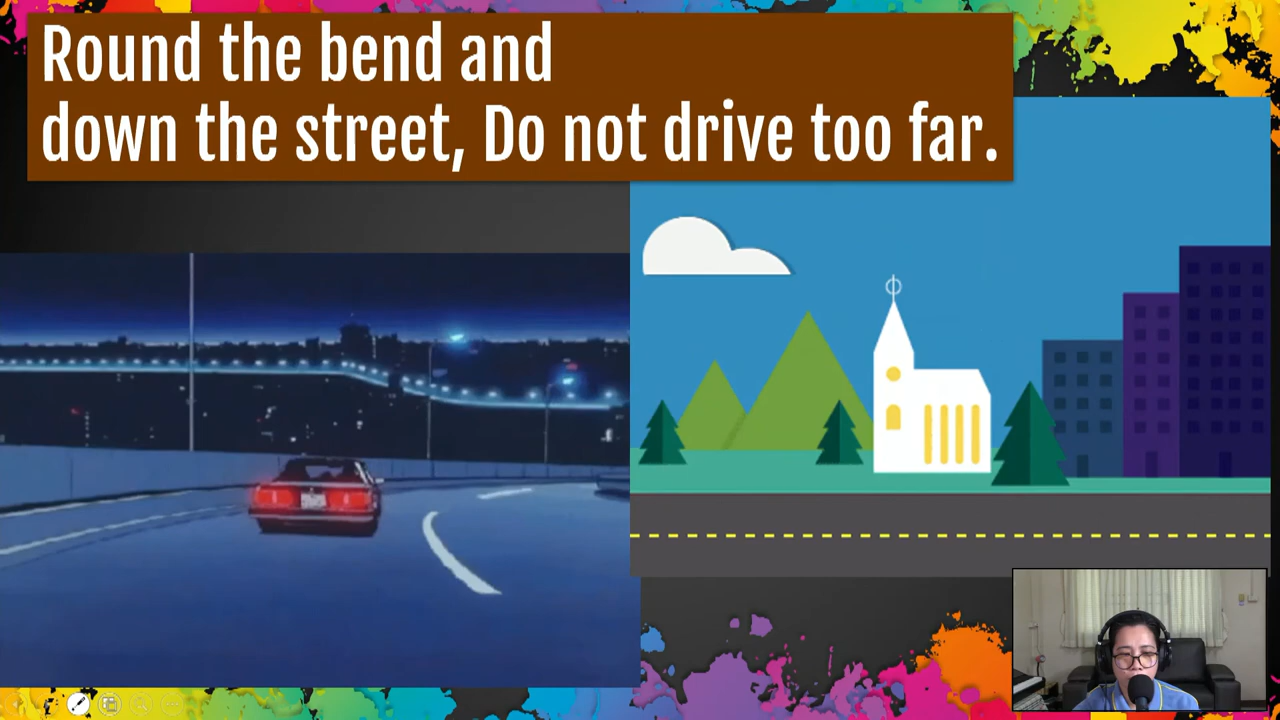 Round the bend and
down the street, Do not drive too far.